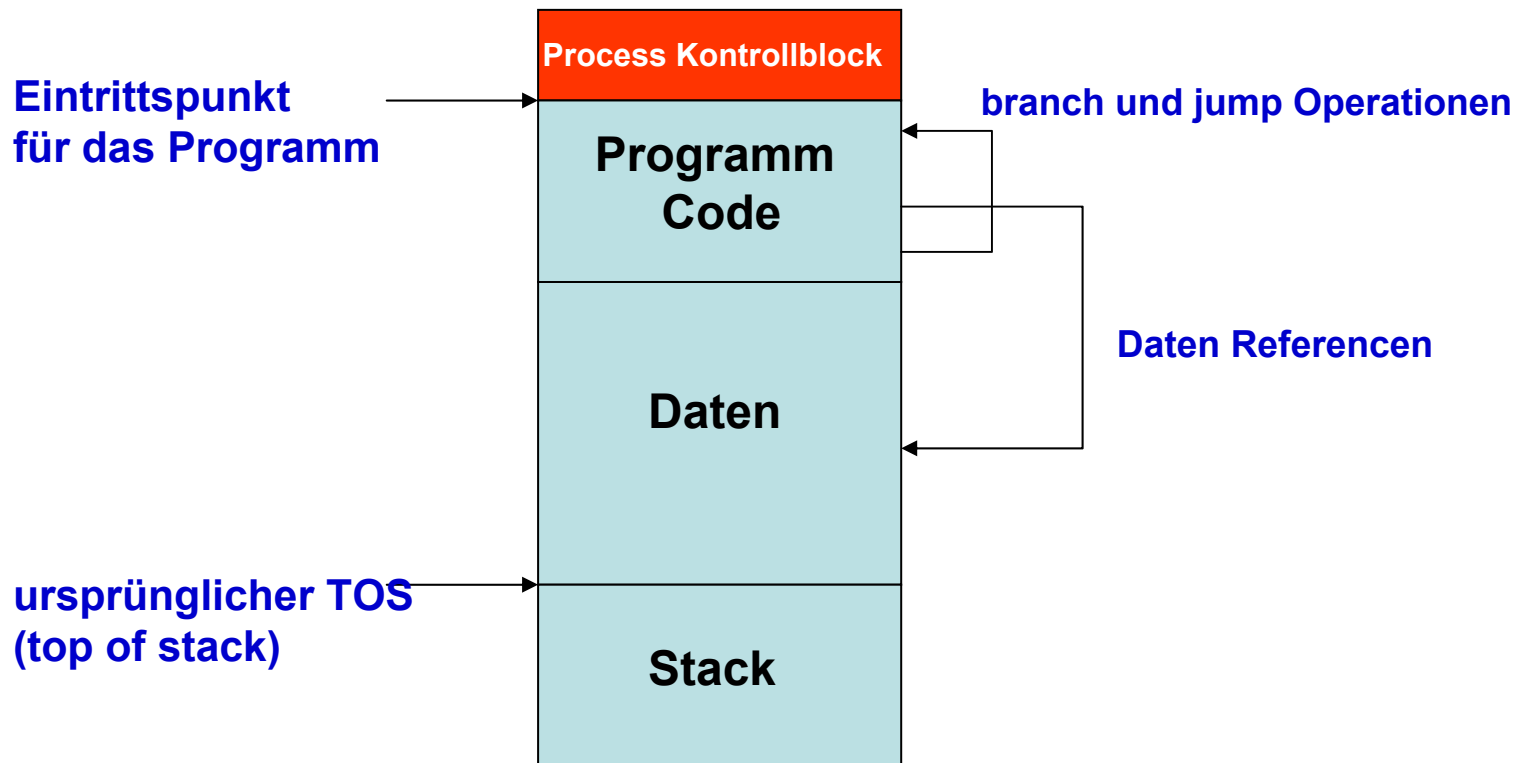 Process Kontrollblock
Eintrittspunkt
für das Programm
branch und jump Operationen
Programm
Code
Daten Referencen
Daten
ursprünglicher TOS
(top of stack)
Stack